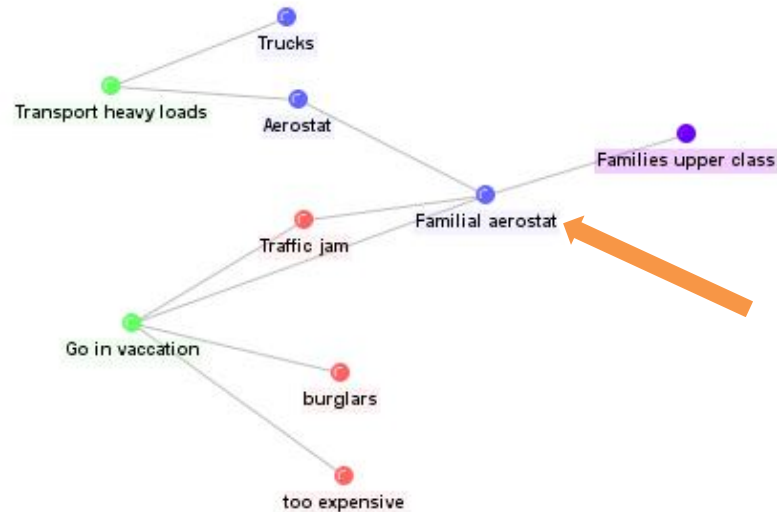 Trucks
Transport heavy loads
Aerostat
Families upper class
Familial aerostat
Traffic jam
Go in vaccation
burglars
too expensive